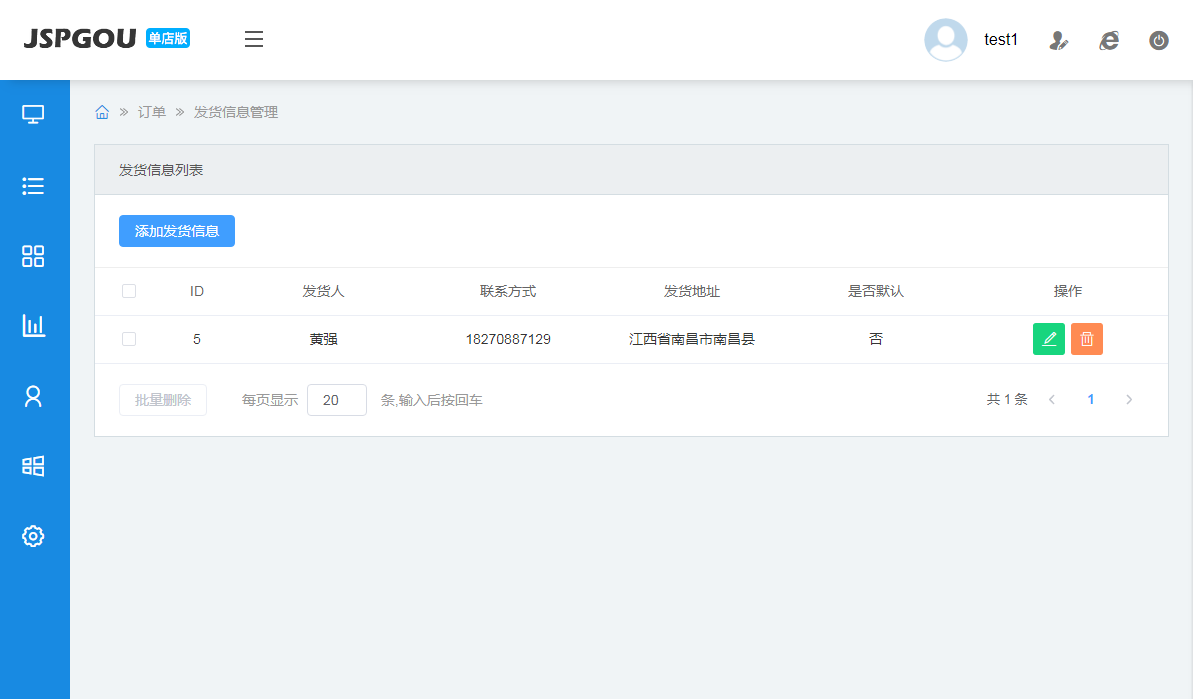 JSPGOU 单店版
test1
订单 发货信息管理
发货信息列表
添加发货信息
ID 发货人 联系方式 发货地址 是否默认 操作
5 黄强 18270887129 江西省南昌市南昌县 否
批量删除 每页显示 20 条,输入后按回车 共 1 条 1